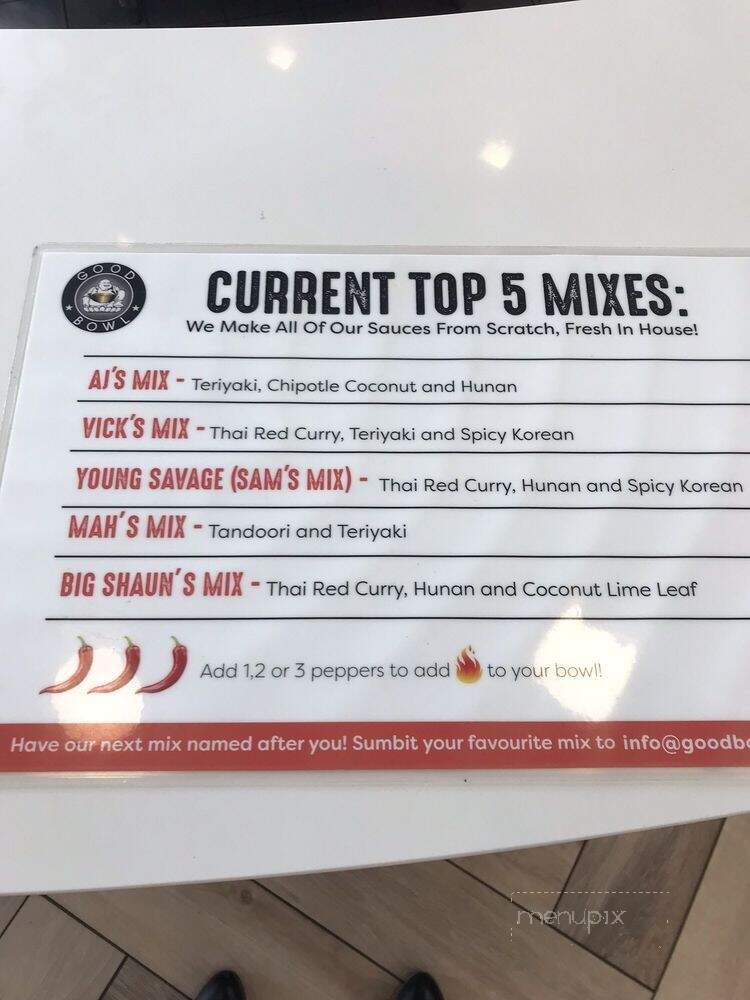 GOOD
BOWL
CURRENT TOP 5 MIXES:
We Make All Of Our Sauces From Scratch, Fresh In House!
AJ'S MIX - Teriyaki, Chipotle Coconut and Hunan
VICK'S MIX - Thai Red Curry, Teriyaki and Spicy Korean
YOUNG SAVAGE (SAM'S MIX) - Thai Red Curry, Hunan and Spicy Korean
MAH'S MIX - Tandoori and Teriyaki
BIG SHAUN'S MIX - Thai Red Curry, Hunan and Coconut Lime Leaf
Add 1,2 or 3 peppers to add to your bowl!
Have our next mix named after you! Sumbit your favourite mix to
menupix